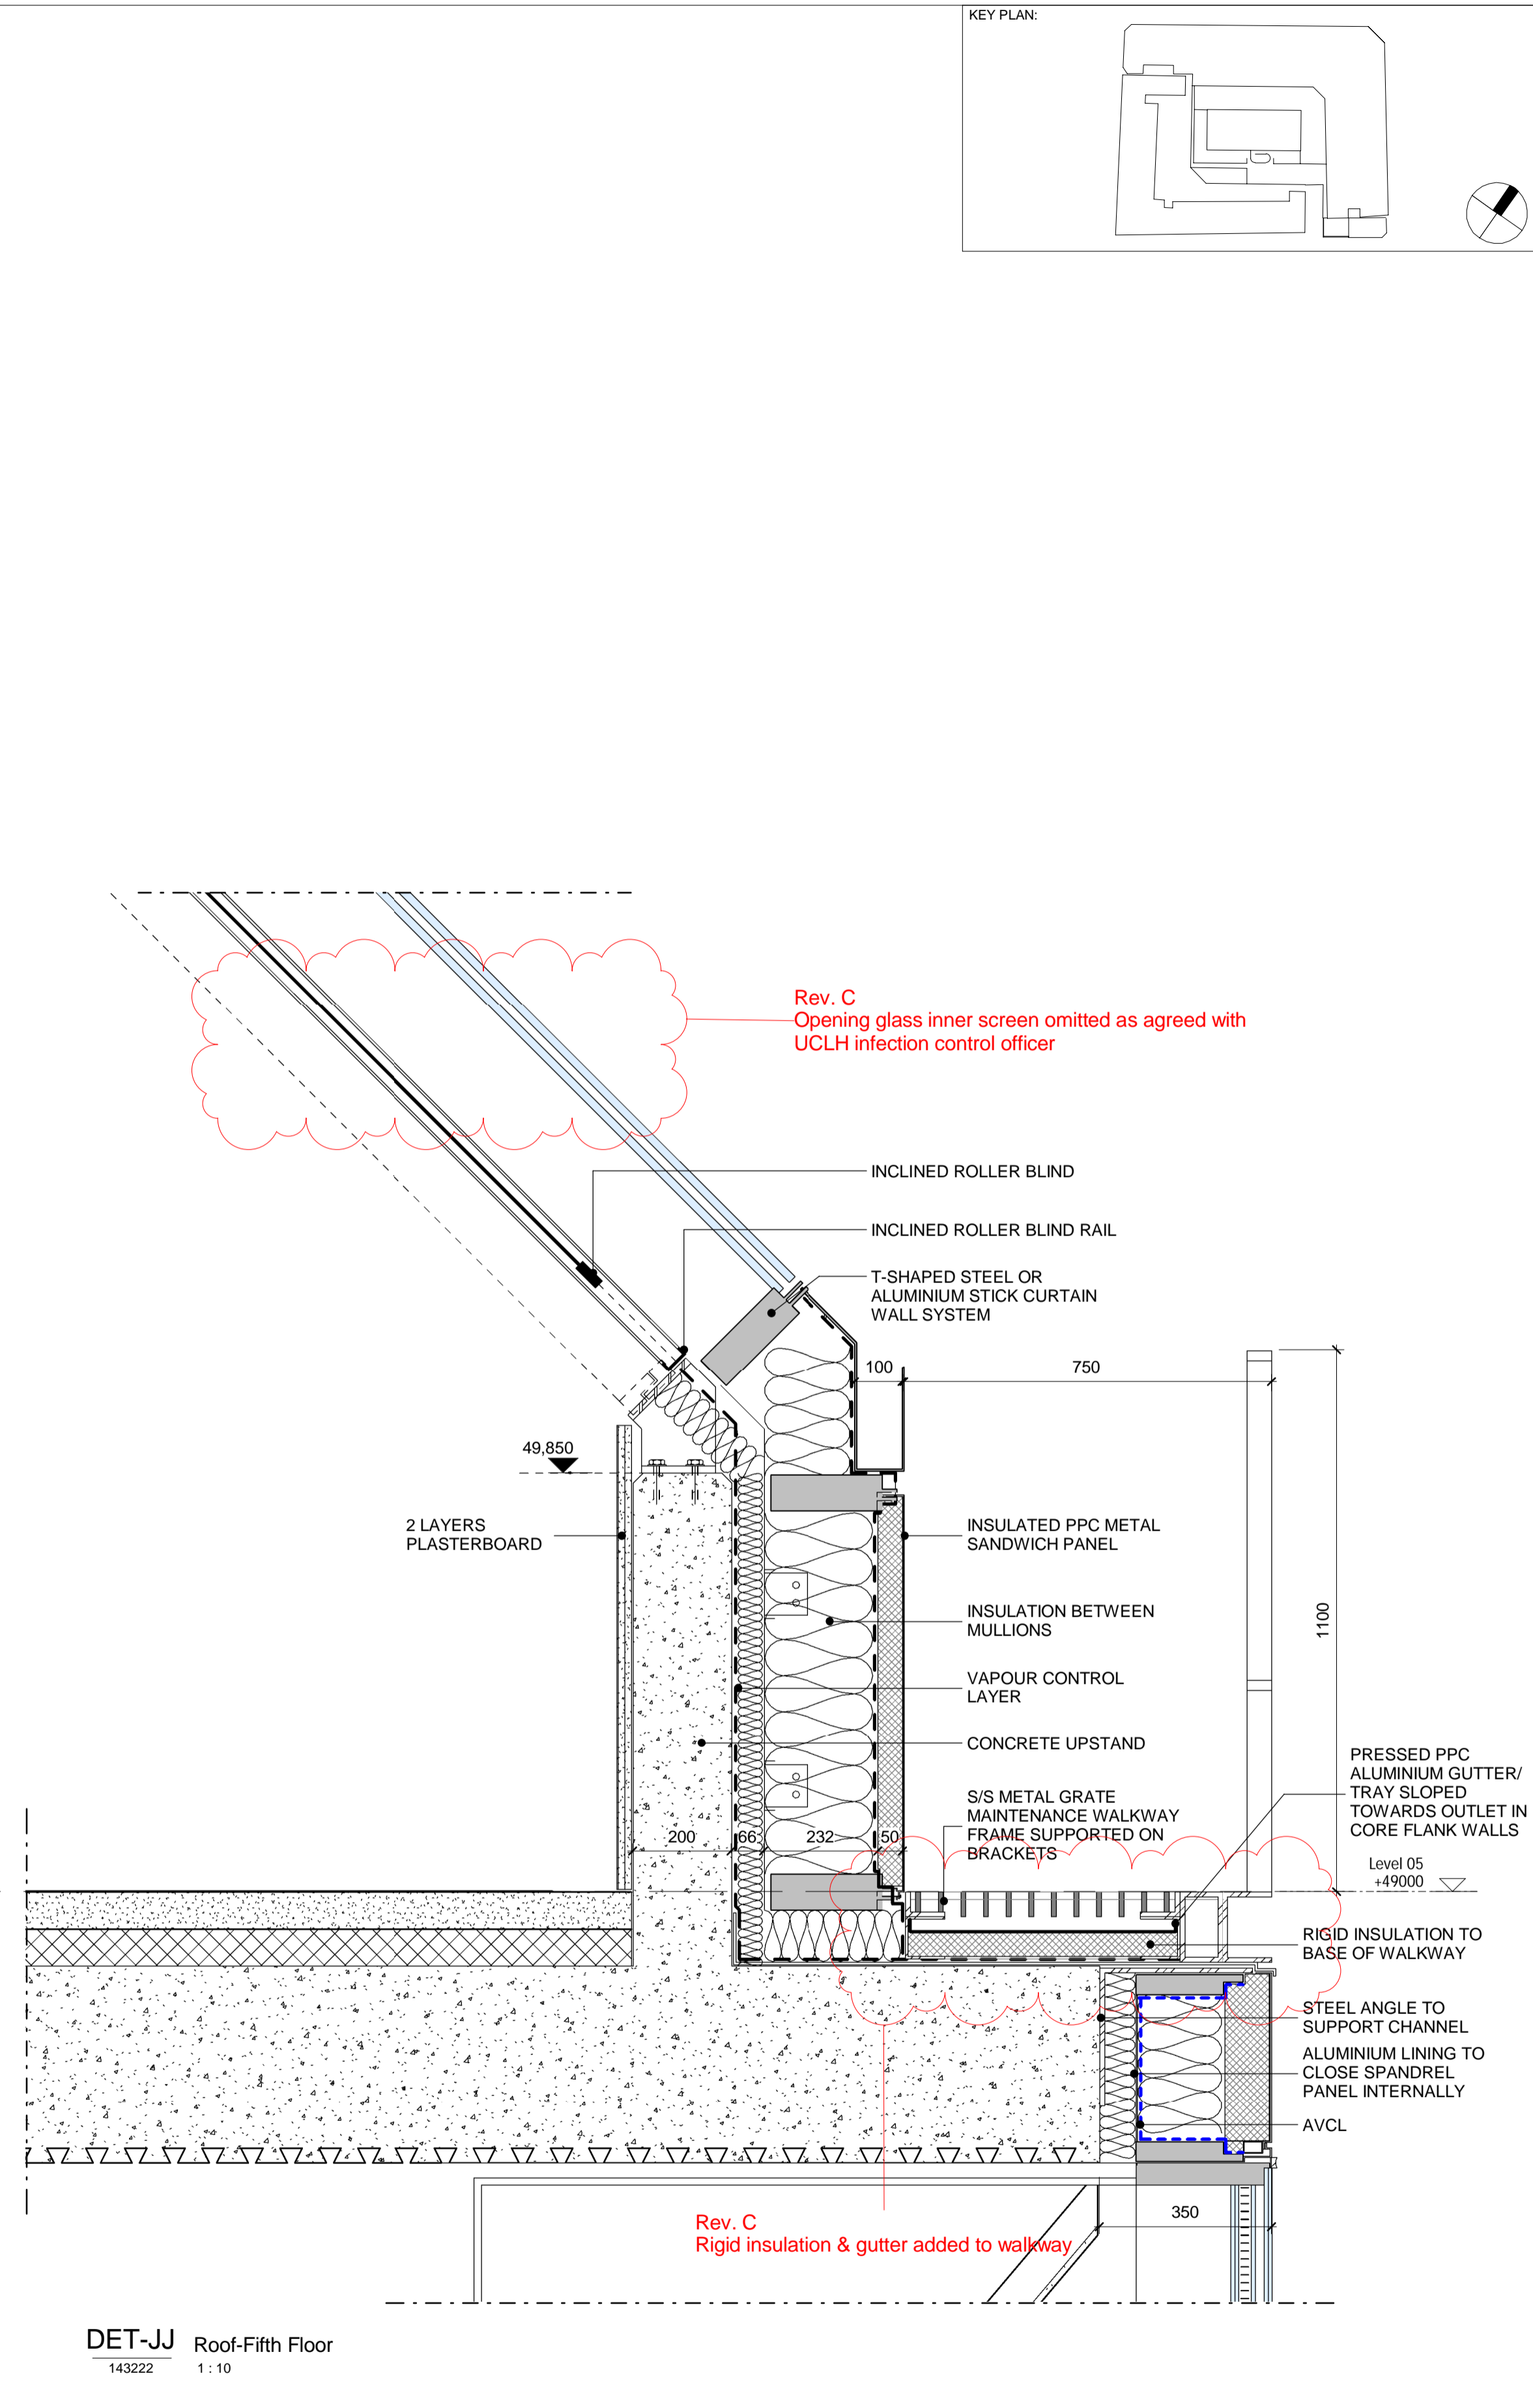 KEY PLAN:
Rev. C
Opening glass inner screen omitted as agreed with
UCLH infection control officer
INCLINED ROLLER BLIND
INCLINED ROLLER BLIND RAIL
T-SHAPED STEEL OR
ALUMINIUM STICK CURTAIN
WALL SYSTEM
100
750
49,850
2 LAYERS
PLASTERBOARD
INSULATED PPC METAL
SANDWICH PANEL
INSULATION BETWEEN
MULLIONS
1100
VAPOUR CONTROL
LAYER
CONCRETE UPSTAND
S/S METAL GRATE
MAINTENANCE WALKWAY
FRAME SUPPORTED ON
BRACKETS
PRESSED PPC
ALUMINIUM GUTTER/
TRAY SLOPED
TOWARDS OUTLET IN
CORE FLANK WALLS
200
66
232
50
Level 05
+49000
RIGID INSULATION TO
BASE OF WALKWAY
STEEL ANGLE TO
SUPPORT CHANNEL
ALUMINIUM LINING TO
CLOSE SPANDREL
PANEL INTERNALLY
AVCL
350
Rev. C
Rigid insulation & gutter added to walkway
DET-JJ Roof-Fifth Floor
143222 1 : 10